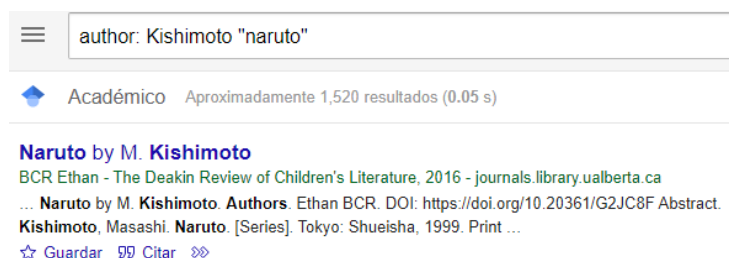 author: Kishimoto "naruto"
Académico Aproximadamente 1,520 resultados (0.05 s)
Naruto by M. Kishimoto
BCR Ethan - The Deakin Review of Children's Literature, 2016 - journals.library.ualberta.ca
... Naruto by M. Kishimoto. Authors. Ethan BCR. DOI: https://doi.org/10.20361/G2JC8F Abstract.
Kishimoto, Masashi. Naruto. [Series]. Tokyo: Shueisha, 1999. Print ...
Guardar Citar